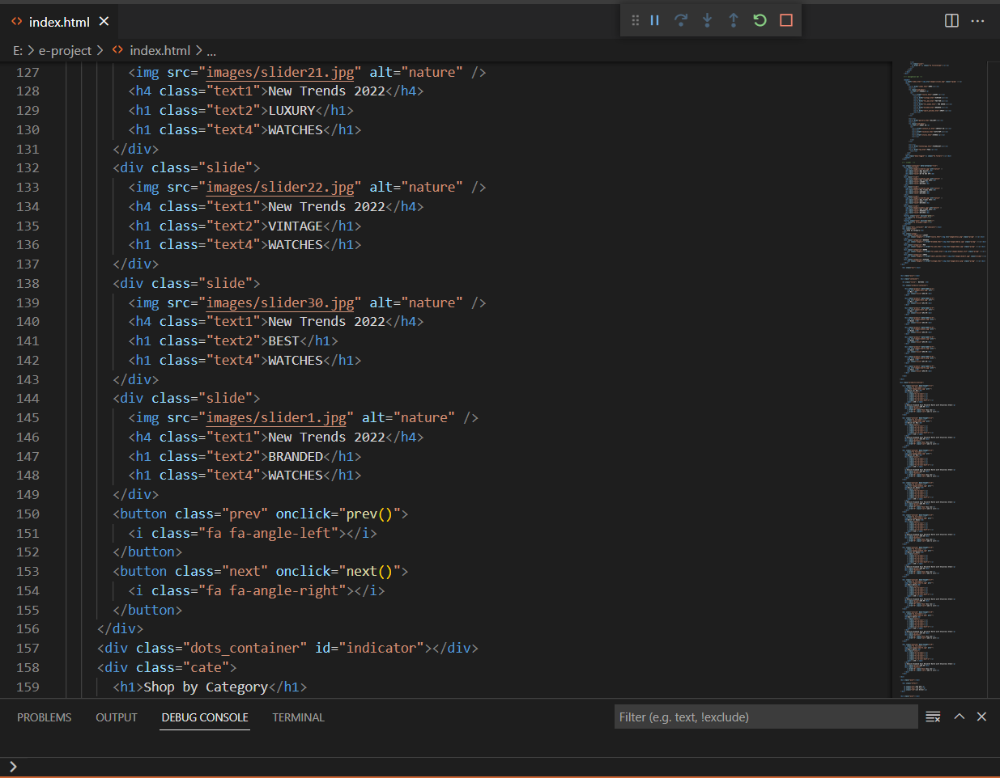 index.html
E: > e-project > index.html > ...
127 <img src="images/slider21.jpg" alt="nature" />
128 <h4 class="text1">New Trends 2022</h4>
129 <h1 class="text2">LUXURY</h1>
130 <h1 class="text4">WATCHES</h1>
131 </div>
132 <div class="slide">
133 <img src="images/slider22.jpg" alt="nature" />
134 <h4 class="text1">New Trends 2022</h4>
135 <h1 class="text2">VINTAGE</h1>
136 <h1 class="text4">WATCHES</h1>
137 </div>
138 <div class="slide">
139 <img src="images/slider30.jpg" alt="nature" />
140 <h4 class="text1">New Trends 2022</h4>
141 <h1 class="text2">BEST</h1>
142 <h1 class="text4">WATCHES</h1>
143 </div>
144 <div class="slide">
145 <img src="images/slider1.jpg" alt="nature" />
146 <h4 class="text1">New Trends 2022</h4>
147 <h1 class="text2">BRANDED</h1>
148 <h1 class="text4">WATCHES</h1>
149 </div>
150 <button class="prev" onclick="prev()">
151 <i class="fa fa-angle-left"></i>
152 </button>
153 <button class="next" onclick="next()">
154 <i class="fa fa-angle-right"></i>
155 </button>
156 </div>
157 <div class="dots_container" id="indicator"></div>
158 <div class="cate">
159 <h1>Shop by Category</h1>
PROBLEMS OUTPUT DEBUG CONSOLE TERMINAL Filter (e.g. text, !exclude)